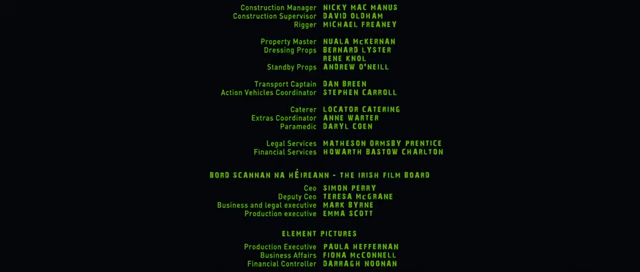 Construction Manager NICKY MAC MANUS
Construction Supervisor DAVID OLDHAM
Rigger MICHAEL FREANEY
Property Master NUALA McKERNAN
Dressing Props BERNARD LYSTER
RENE KNOL
Standby Props ANDREW O'NEILL
Transport Captain DAN BREEN
Action Vehicles Coordinator STEPHEN CARROLL
Caterer LOCATOR CATERING
Extras Coordinator ANNE WARTER
Paramedic DARYL COEN
Legal Services MATHESON ORMSBY PRENTICE
Financial Services HOWARTH BASTOW CHARLTON
BORD SCANNAN NA HÉIREANN - THE IRISH FILM BOARD
Ceo SIMON PERRY
Deputy Ceo TERESA McGRANE
Business and legal executive MARK BYRNE
Production executive EMMA SCOTT
ELEMENT PICTURES
Production Executive PAULA HEFFERNAN
Business Affairs FIONA McCONNELL
Financial Controller DARRAGH NOONAN